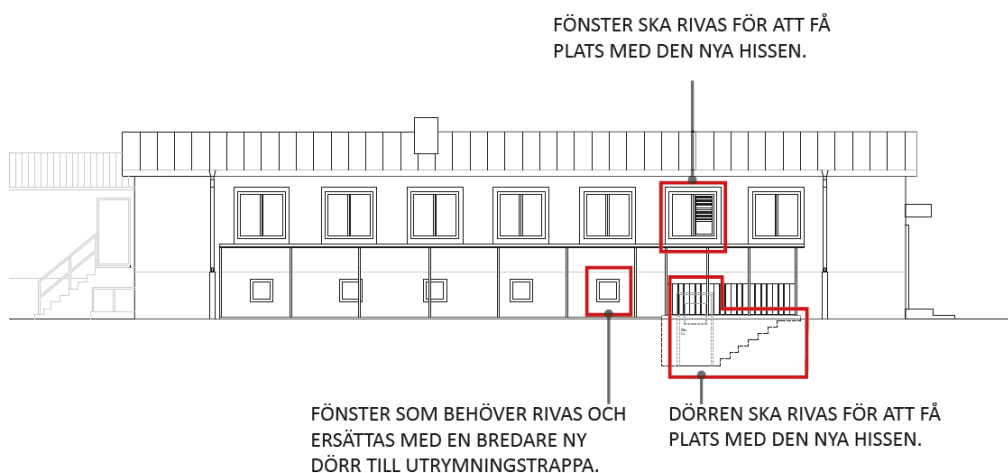 FÖNSTER SKA RIVAS FÖR ATT FÅ
PLATS MED DEN NYA HISSEN.
FÖNSTER SOM BEHÖVER RIVAS OCH
ERSÄTTAS MED EN BREDARE NY
DÖRR TILL UTRYMNINGSTRAPPA.
DÖRREN SKA RIVAS FÖR ATT FÅ
PLATS MED DEN NYA HISSEN.